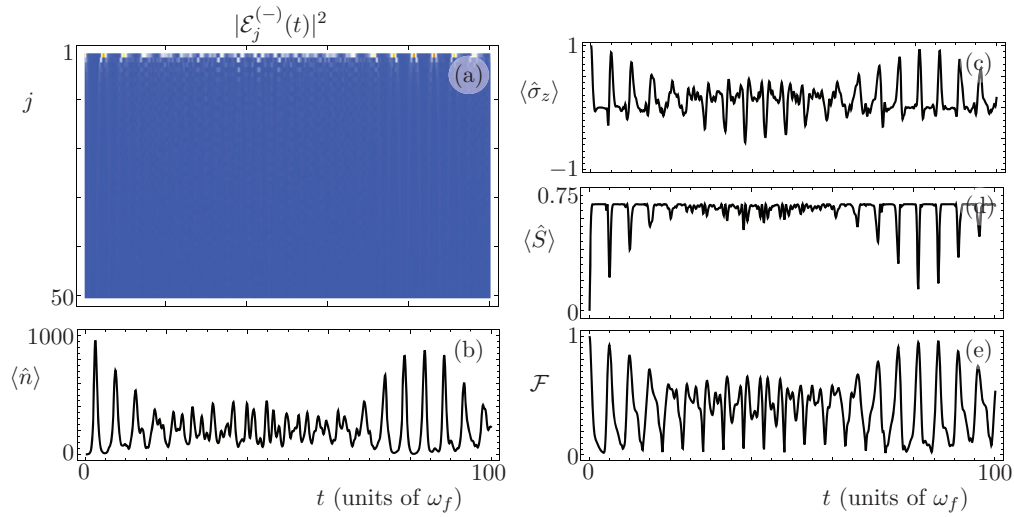 |ℰ_j^{(−)}(t)|²
1
j
50
(a)
1000
⟨n̂⟩
0
(b)
0
100
t (units of ω_f)
1
⟨σ̂_z⟩
−1
(c)
0.75
⟨Ŝ⟩
0
(d)
1
ℱ
0
(e)
0
100
t (units of ω_f)